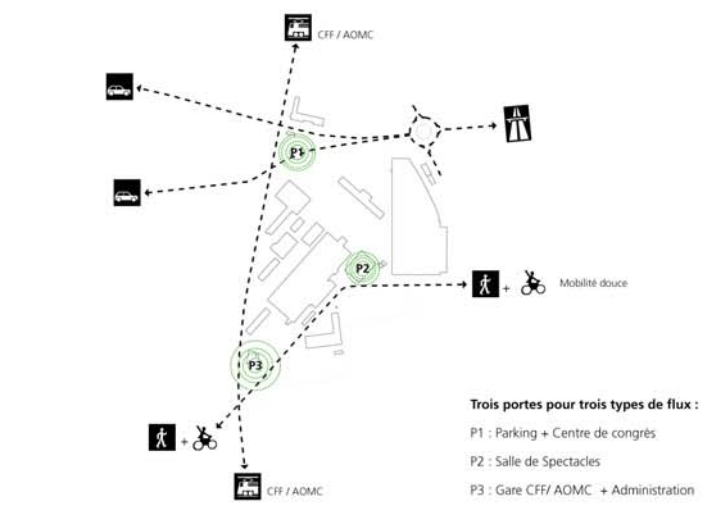 CFF / AOMC
P1
P2
+
Mobilité douce
P3
+
CFF / AOMC
Trois portes pour trois types de flux :
P1 : Parking + Centre de congrès
P2 : Salle de Spectacles
P3 : Gare CFF/ AOMC + Administration